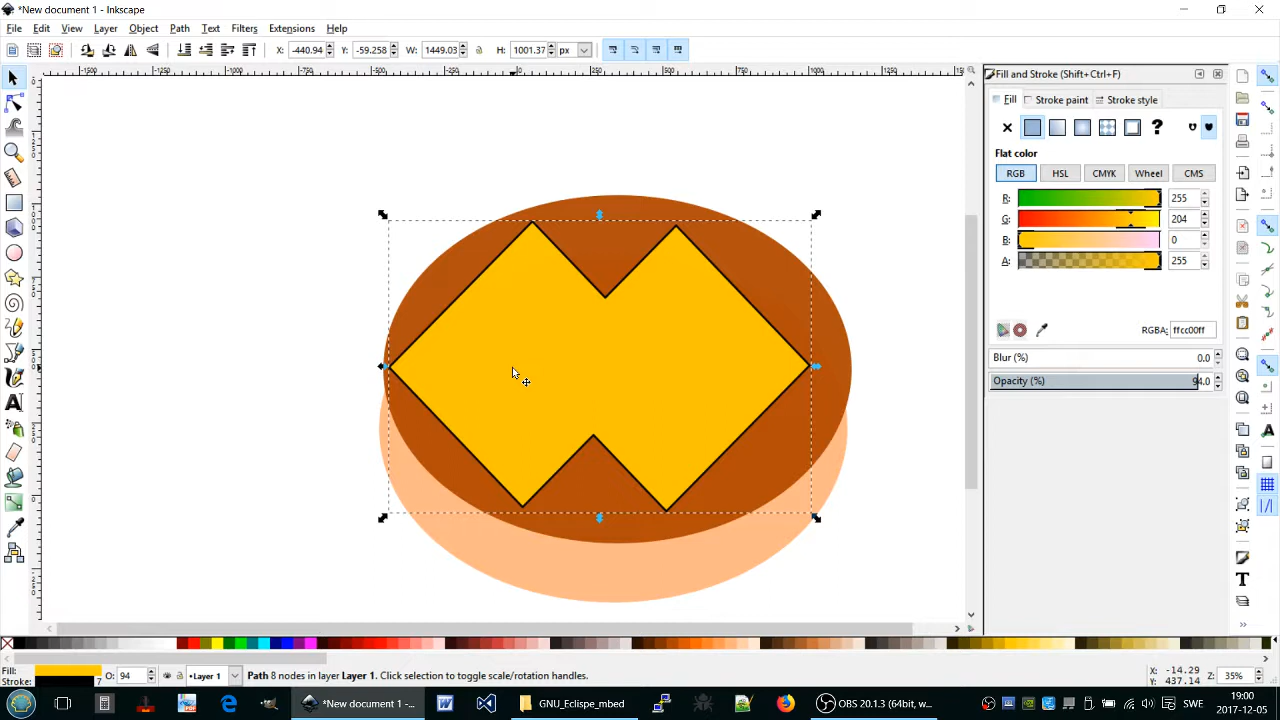 *New document 1 - Inkscape
File Edit View Layer Object Path Text Filters Extensions Help
X: -440.94 Y: -59.258 W: 1449.03 H: 1001.37 px
Fill and Stroke (Shift+Ctrl+F)
Fill Stroke paint Stroke style
Flat color
RGB HSL CMYK Wheel CMS
R: 255
G: 204
B: 0
A: 255
RGBA: ffcc00ff
Blur (%) 0.0
Opacity (%) 94.0
Fill: O: 94 Layer 1 Path 8 nodes in layer Layer 1. Click selection to toggle scale/rotation handles. X: -14.29 Z: 35%
Stroke: 7 Y: 437.14
*New document 1 -... GNU_Eclispe_mbed OBS 20.1.3 (64bit, w... SWE 19:00
2017-12-05